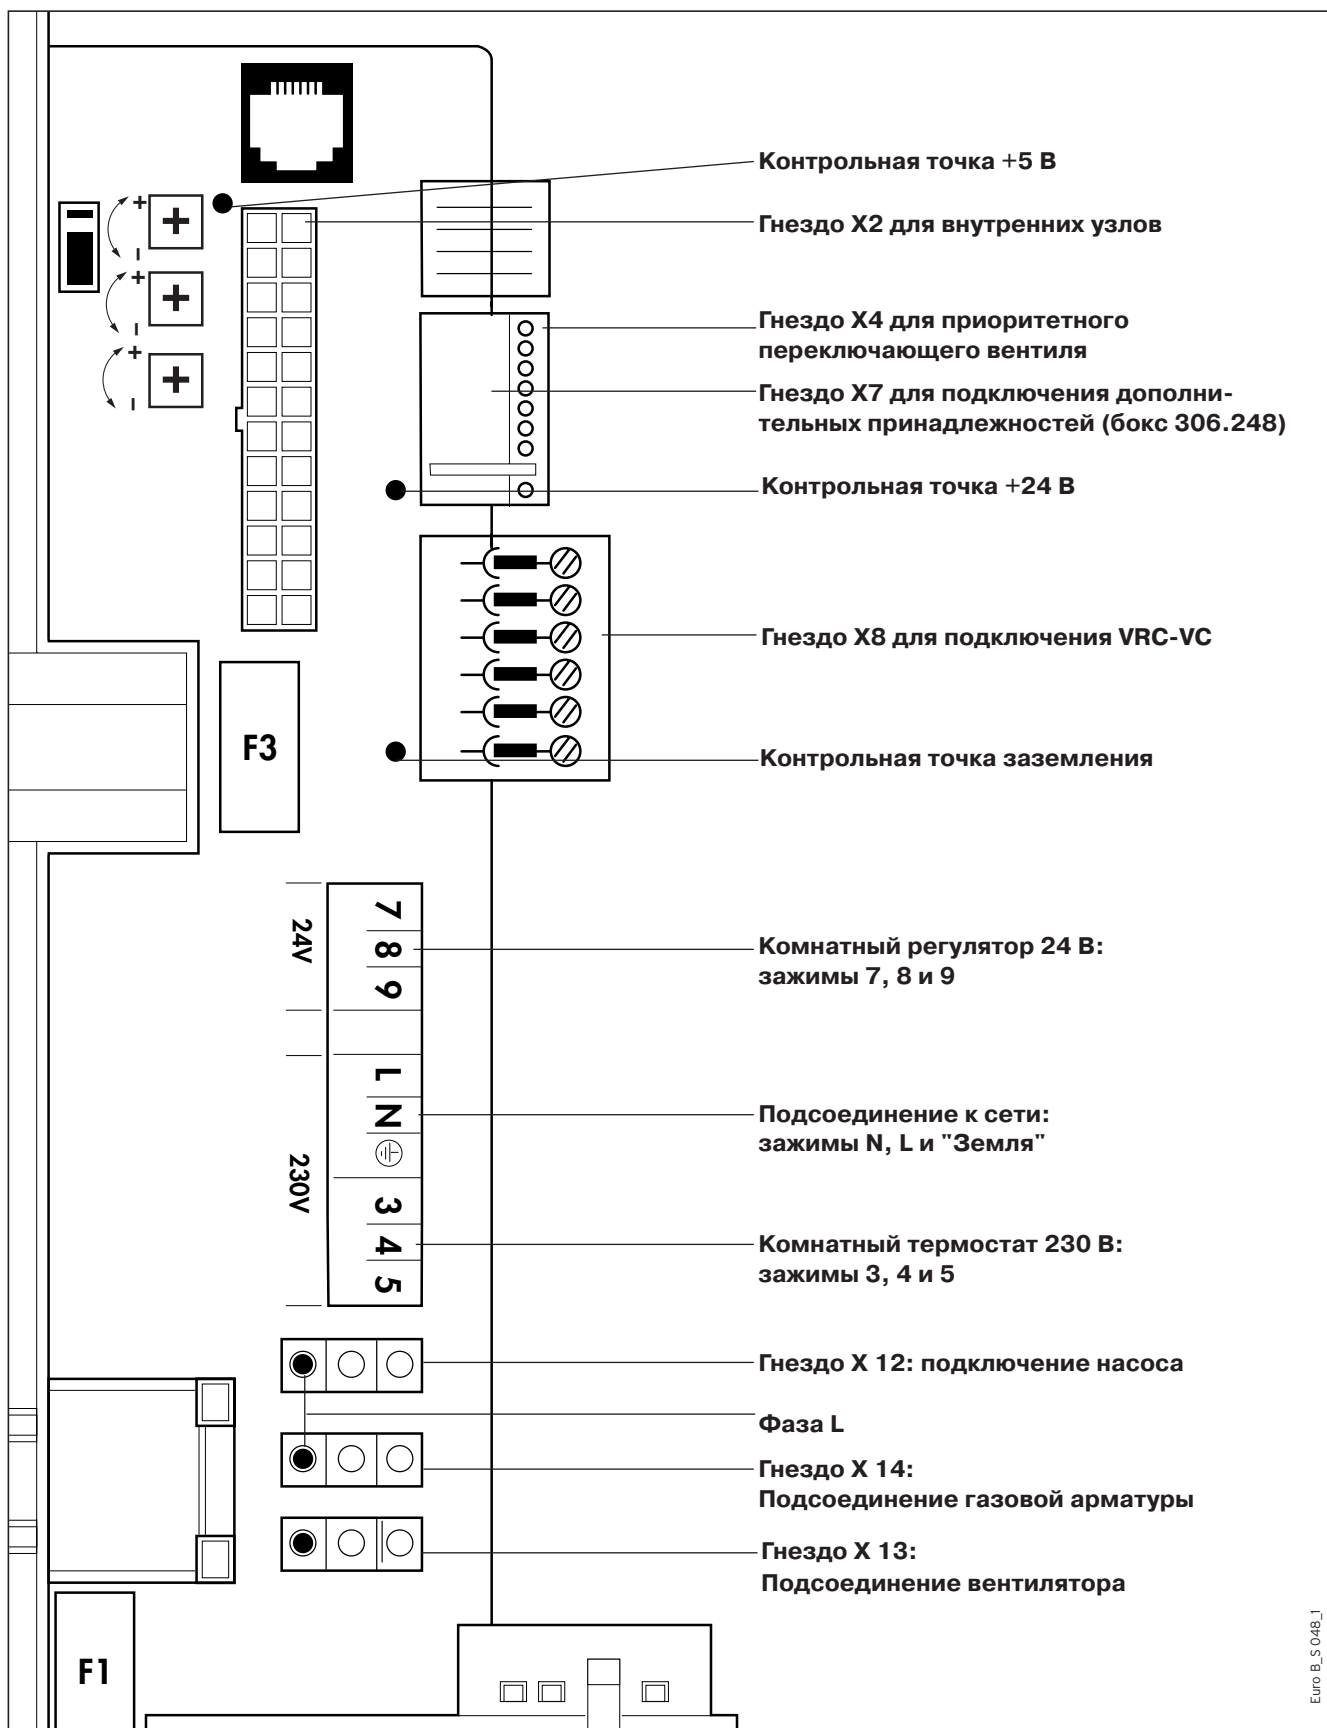 Контрольная точка +5 В
Гнездо X2 для внутренних узлов
Гнездо X4 для приоритетного
переключающего вентиля
Гнездо X7 для подключения дополни-
тельных принадлежностей (бокс 306.248)
Контрольная точка +24 В
Гнездо X8 для подключения VRC-VC
F3
Контрольная точка заземления
24V
7
8
9
Комнатный регулятор 24 В:
зажимы 7, 8 и 9
230V
L
N
Подсоединение к сети:
зажимы N, L и "Земля"
3
4
5
Комнатный термостат 230 В:
зажимы 3, 4 и 5
Гнездо X 12: подключение насоса
Фаза L
Гнездо X 14:
Подсоединение газовой арматуры
Гнездо X 13:
Подсоединение вентилятора
F1
Euro B_S 048_1
+
+
–
+
+
–
+
+
–